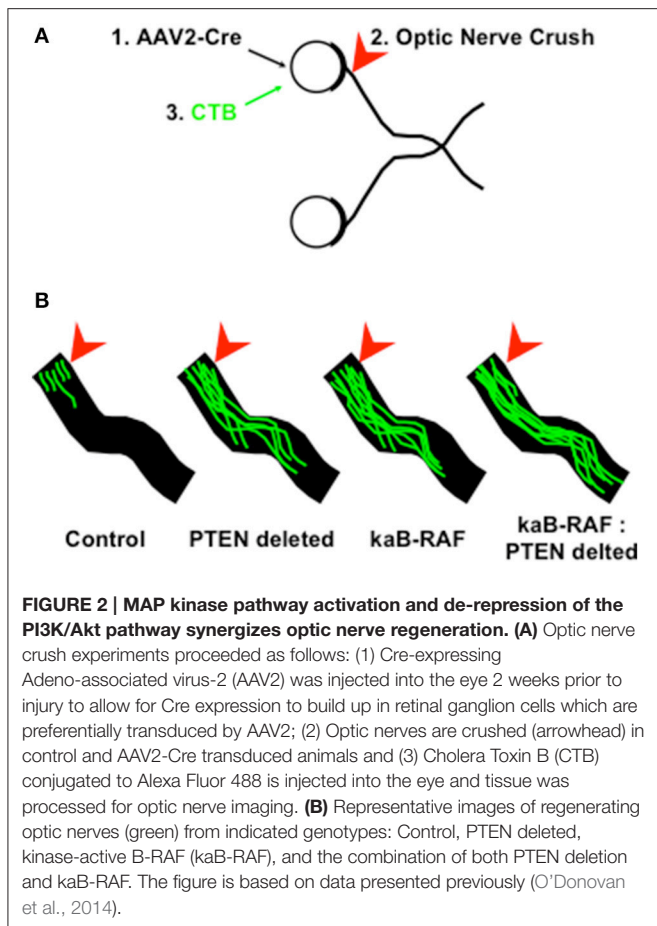 A
1. AAV2-Cre
2. Optic Nerve Crush
3. CTB
B
Control
PTEN deleted
kaB-RAF
kaB-RAF :
PTEN delted
FIGURE 2 | MAP kinase pathway activation and de-repression of the
PI3K/Akt pathway synergizes optic nerve regeneration. (A) Optic nerve
crush experiments proceeded as follows: (1) Cre-expressing
Adeno-associated virus-2 (AAV2) was injected into the eye 2 weeks prior to
injury to allow for Cre expression to build up in retinal ganglion cells which are
preferentially transduced by AAV2; (2) Optic nerves are crushed (arrowhead) in
control and AAV2-Cre transduced animals and (3) Cholera Toxin B (CTB)
conjugated to Alexa Fluor 488 is injected into the eye and tissue was
processed for optic nerve imaging. (B) Representative images of regenerating
optic nerves (green) from indicated genotypes: Control, PTEN deleted,
kinase-active B-RAF (kaB-RAF), and the combination of both PTEN deletion
and kaB-RAF. The figure is based on data presented previously (O'Donovan
et al., 2014).